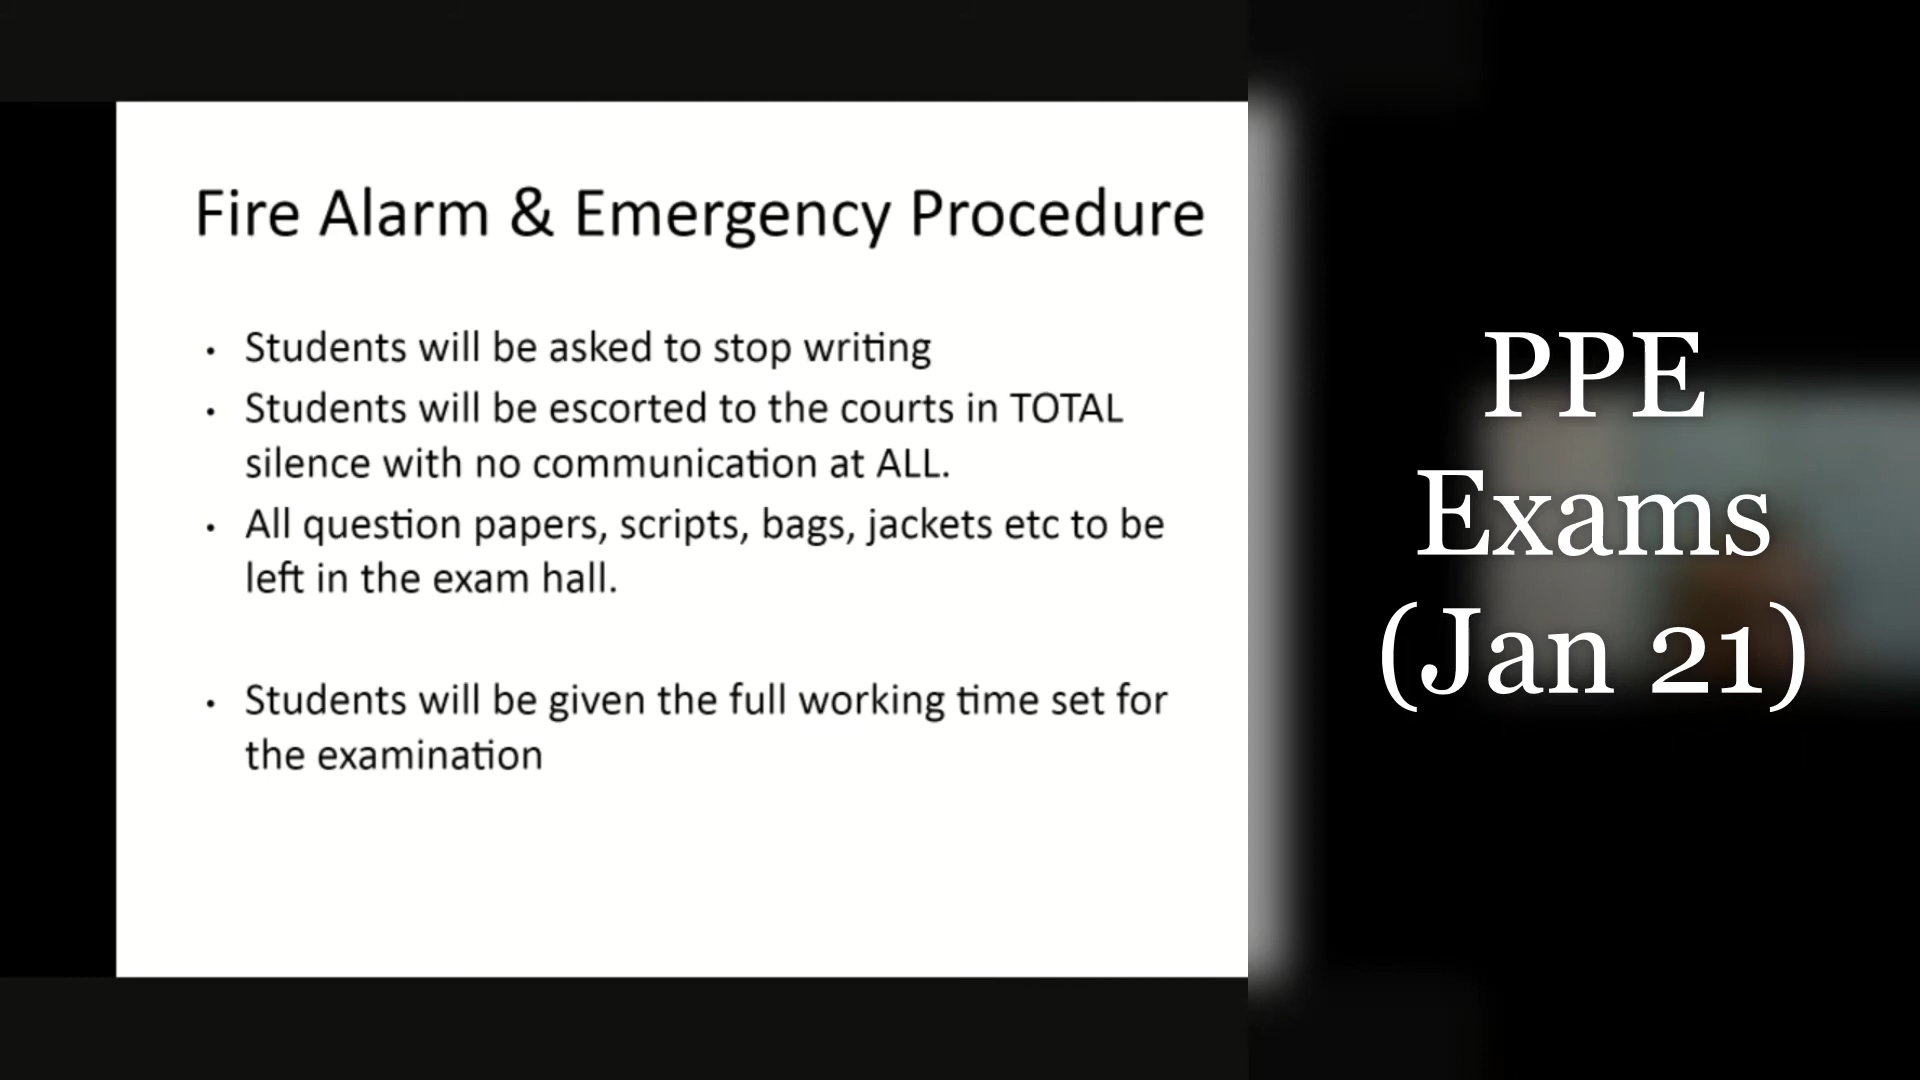 Fire Alarm & Emergency Procedure
• Students will be asked to stop writing
• Students will be escorted to the courts in TOTAL
silence with no communication at ALL.
• All question papers, scripts, bags, jackets etc to be
left in the exam hall.
• Students will be given the full working time set for
the examination
PPE
Exams
(Jan 21)